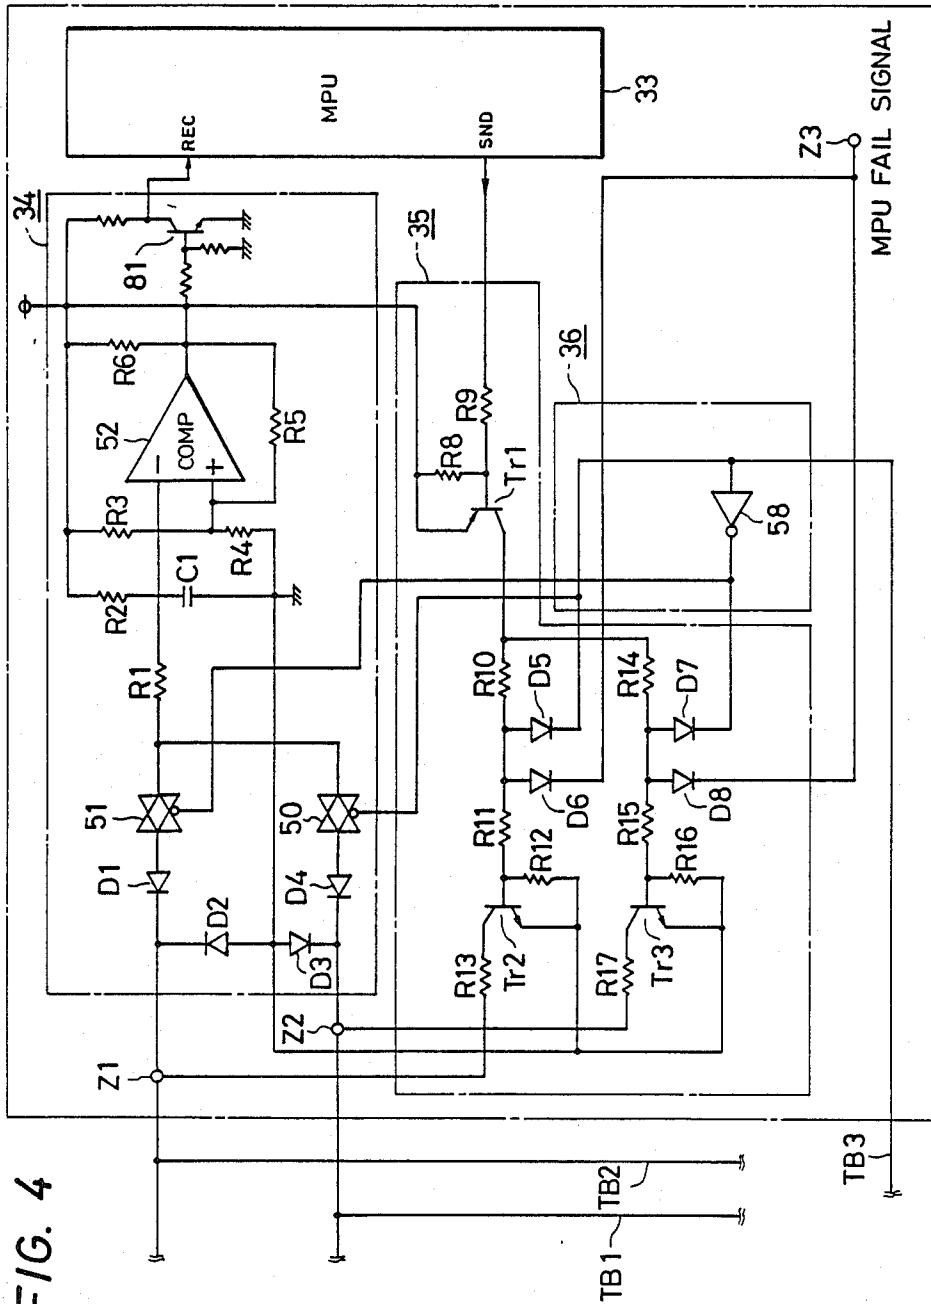 FIG. 4
34
MPU
REC
SND
33
81
R6
52
COMP
−
+
R5
R3
R4
R2
C1
R1
51
50
D1
D2
D3
D4
Z1
Z2
35
R9
R8
Tr1
36
58
R10
D5
D6
R11
R12
R13
Tr2
R14
D7
D8
R15
R16
R17
Tr3
Z3
MPU FAIL SIGNAL
TB1
TB2
TB3